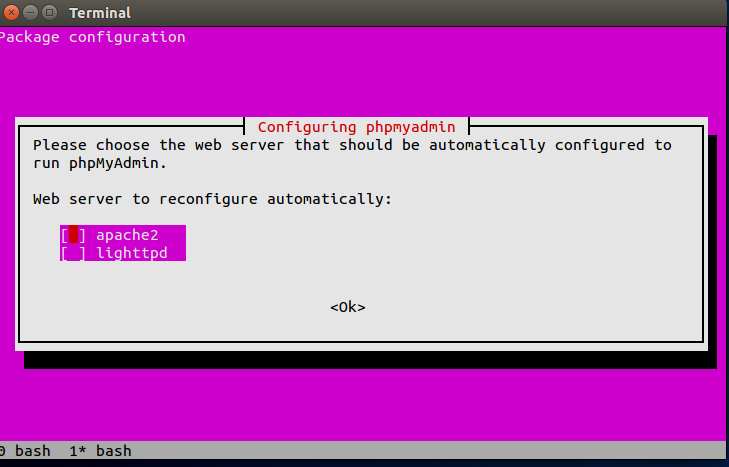 Terminal
Package configuration
Configuring phpmyadmin
Please choose the web server that should be automatically configured to
run phpMyAdmin.
Web server to reconfigure automatically:
[ ] apache2
[ ] lighttpd
<Ok>
0 bash 1* bash